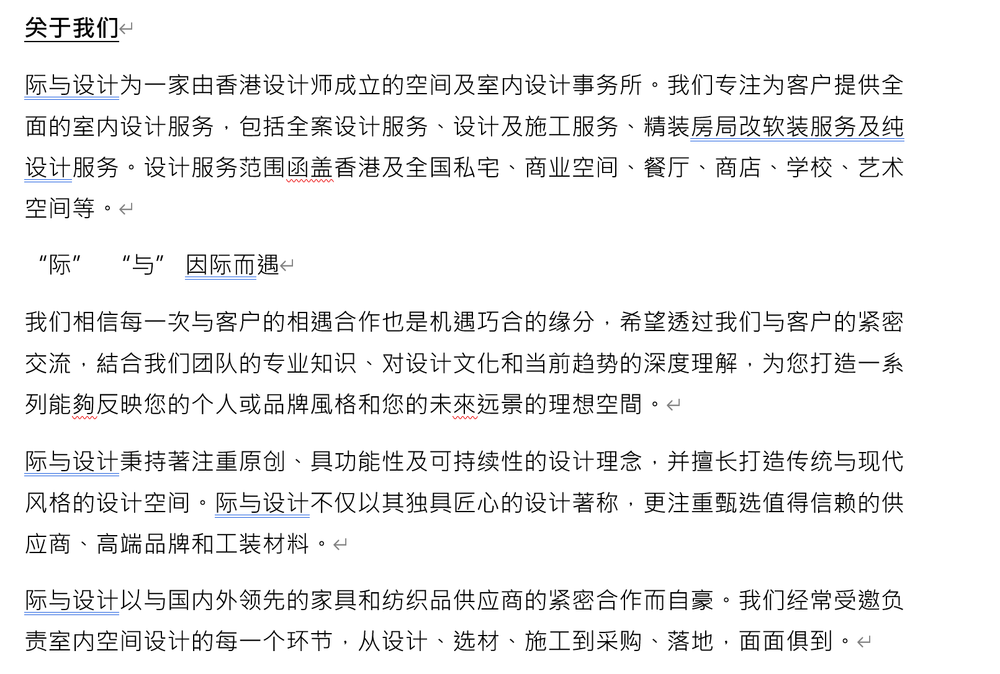 关于我们
际与设计为一家由香港设计师成立的空间及室内设计事务所。我们专注为客户提供全
面的室内设计服务，包括全案设计服务、设计及施工服务、精装房局改软装服务及纯
设计服务。设计服务范围函盖香港及全国私宅、商业空间、餐厅、商店、学校、艺术
空间等。
“际”　“与” 因际而遇
我们相信每一次与客户的相遇合作也是机遇巧合的缘分，希望透过我们与客户的紧密
交流，結合我们团队的专业知识、对设计文化和当前趋势的深度理解，为您打造一系
列能夠反映您的个人或品牌風格和您的未來远景的理想空間。
际与设计秉持著注重原创、具功能性及可持续性的设计理念，并擅长打造传统与现代
风格的设计空间。际与设计不仅以其独具匠心的设计著称，更注重甄选值得信赖的供
应商、高端品牌和工装材料。
际与设计以与国内外领先的家具和纺织品供应商的紧密合作而自豪。我们经常受邀负
责室内空间设计的每一个环节，从设计、选材、施工到采购、落地，面面俱到。